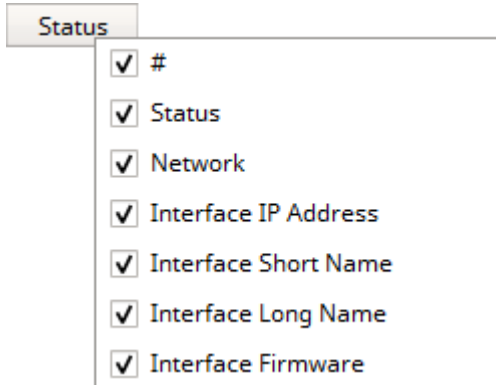 Status
#
Status
Network
Interface IP Address
Interface Short Name
Interface Long Name
Interface Firmware